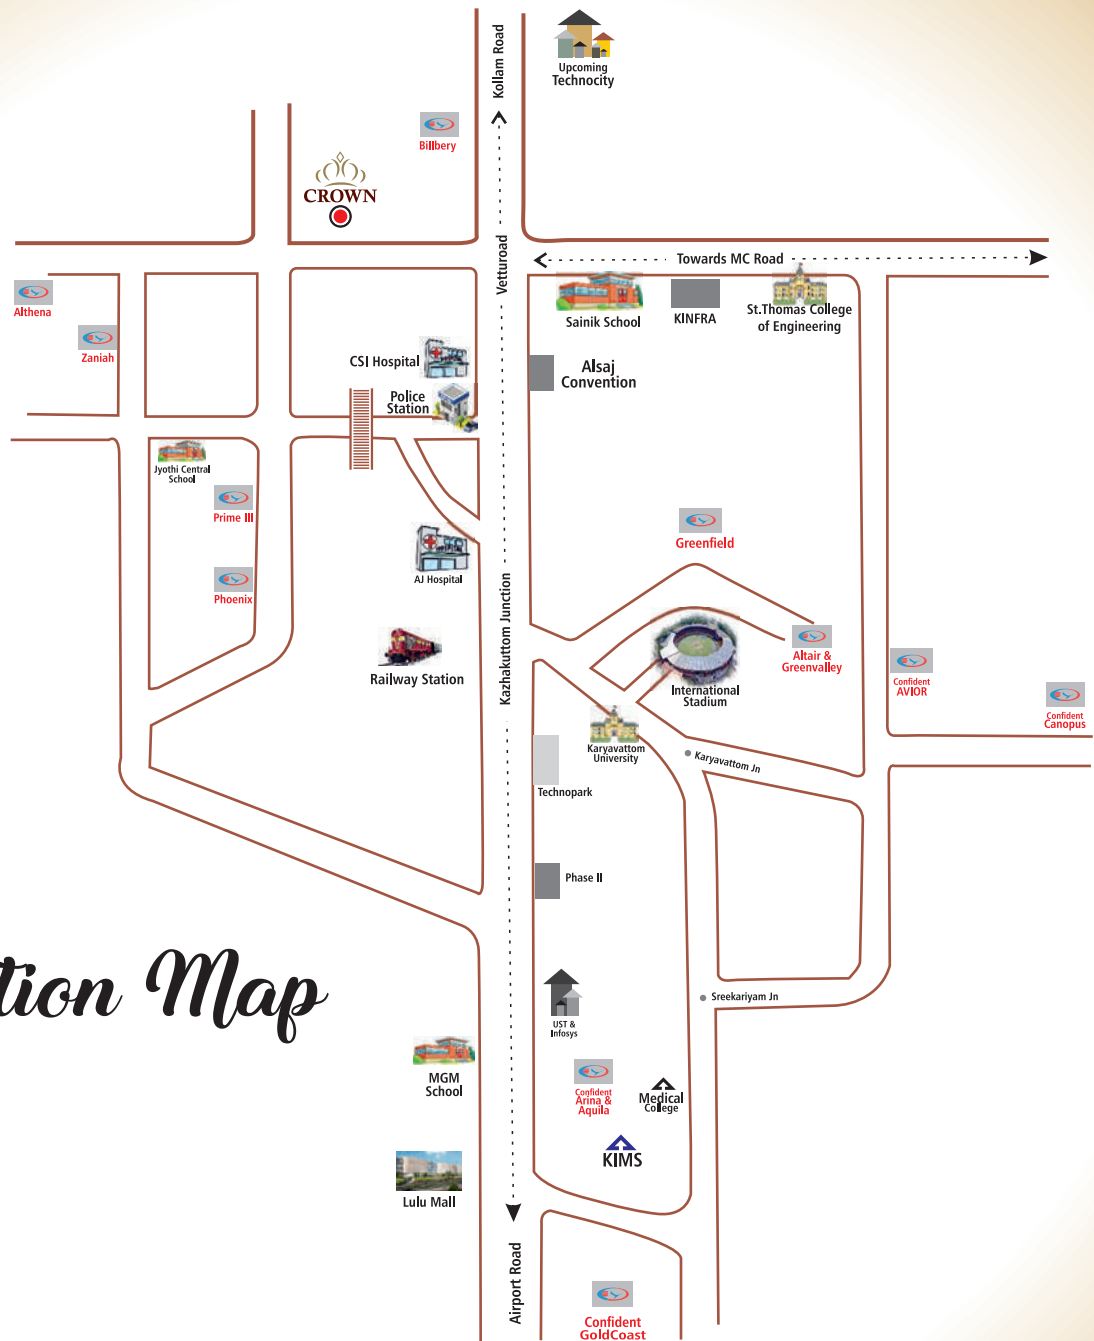 Kollam Road
Upcoming
Technocity
Billbery
CROWN
Vetturoad
Towards MC Road
Althena
Zaniah
Sainik School
KINFRA
St.Thomas College
of Engineering
CSI Hospital
Police
Station
Alsaj
Convention
Jyothi Central
School
Prime III
Phoenix
AJ Hospital
Greenfield
Kazhakuttom Junction
Railway Station
International
Stadium
Altair &
Greenvalley
Confident
AVIOR
Confident
Canopus
Karyavattom
University
Karyavattom Jn
Technopark
Phase II
tion Map
UST &
Infosys
Sreekariyam Jn
MGM
School
Confident
Arina &
Aquila
Medical
College
KIMS
Lulu Mall
Airport Road
Confident
GoldCoast